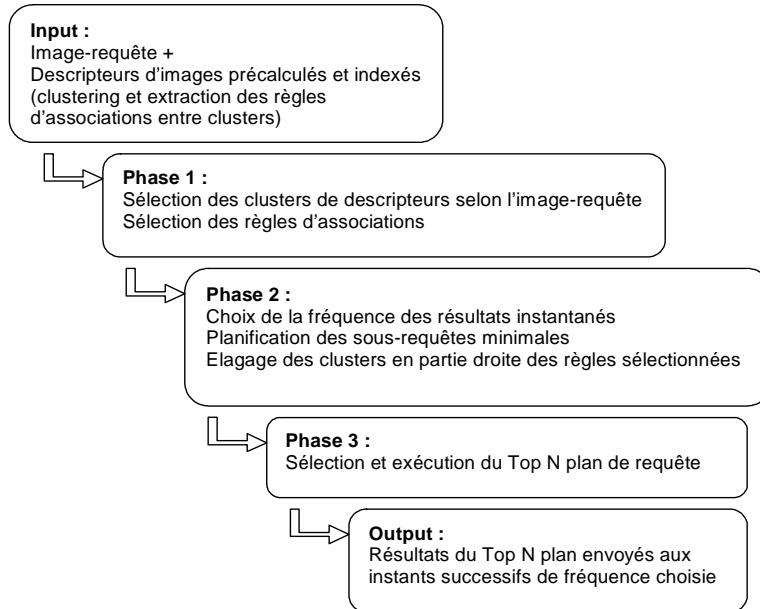 Input :
Image-requête +
Descripteurs d'images précalculés et indexés
(clustering et extraction des règles
d'associations entre clusters)
Phase 1 :
Sélection des clusters de descripteurs selon l'image-requête
Sélection des règles d'associations
Phase 2 :
Choix de la fréquence des résultats instantanés
Planification des sous-requêtes minimales
Elagage des clusters en partie droite des règles sélectionnées
Phase 3 :
Sélection et exécution du Top N plan de requête
Output :
Résultats du Top N plan envoyés aux
instants successifs de fréquence choisie